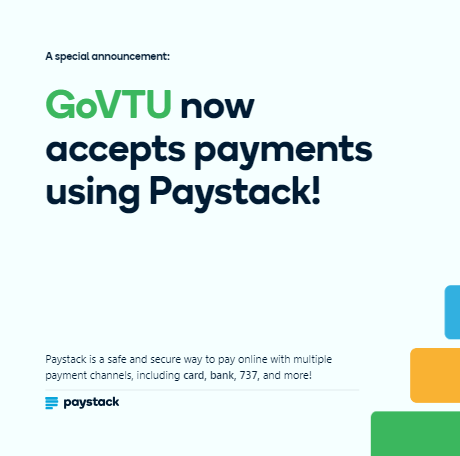 A special announcement:
GoVTU now
accepts payments
using Paystack!
Paystack is a safe and secure way to pay online with multiple
payment channels, including card, bank, 737, and more!
paystack